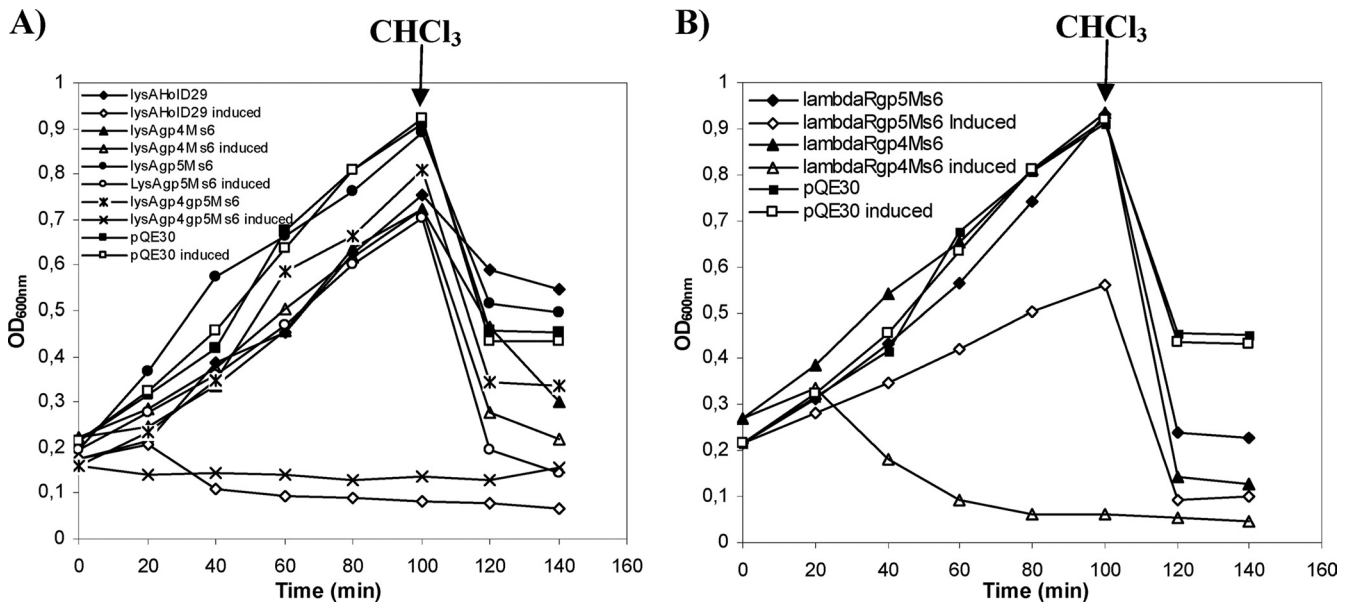 A)
CHCl₃
1
0,9
0,8
0,7
0,6
0,5
0,4
0,3
0,2
0,1
0
OD600nm
lysAHolD29
lysAHolD29 induced
lysAgp4Ms6
lysAgp4Ms6 induced
lysAgp5Ms6
LysAgp5Ms6 induced
lysAgp4gp5Ms6
lysAgp4gp5Ms6 induced
pQE30
pQE30 induced
0 20 40 60 80 100 120 140 160
Time (min)
B)
CHCl₃
1
0,9
0,8
0,7
0,6
0,5
0,4
0,3
0,2
0,1
0
OD600nm
lambdaRgp5Ms6
lambdaRgp5Ms6 Induced
lambdaRgp4Ms6
lambdaRgp4Ms6 induced
pQE30
pQE30 induced
0 20 40 60 80 100 120 140 160
Time (min)